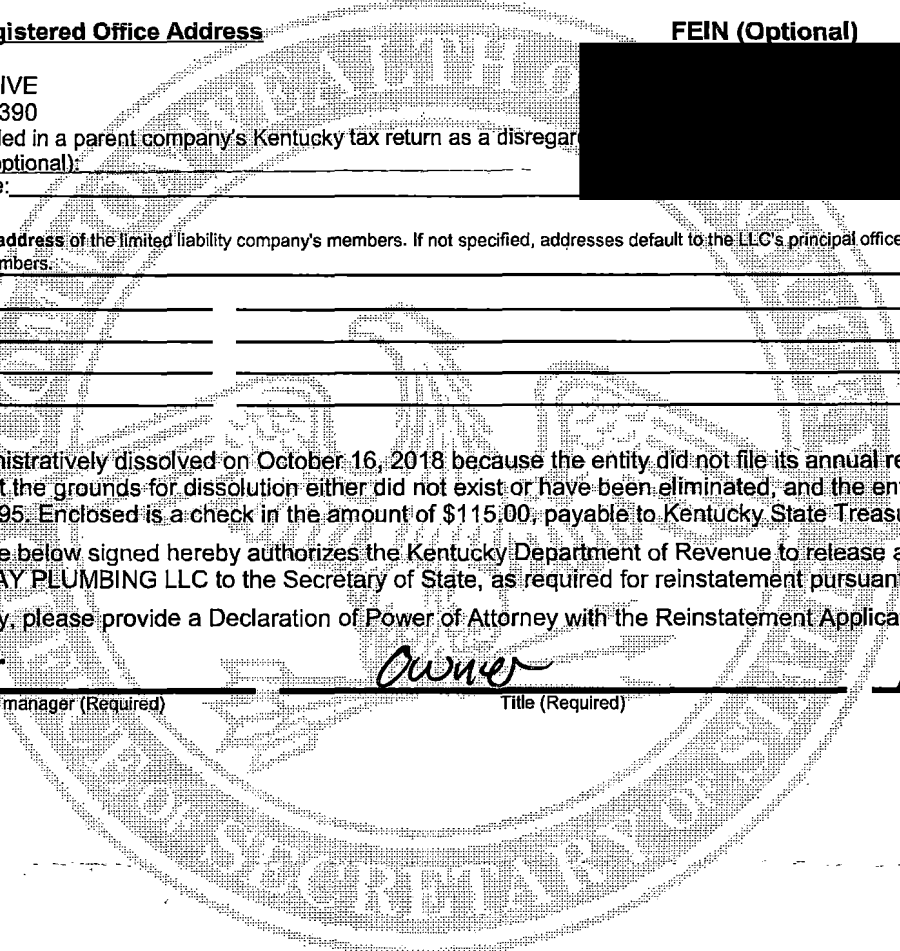 gistered Office Address FEIN (Optional)
IVE
390
led in a parent company's Kentucky tax return as a disregar
optional):
e:
address of the limited liability company's members. If not specified, addresses default to the LLC's principal office
mbers.
nistratively dissolved on October 16, 2018 because the entity did not file its annual re
t the grounds for dissolution either did not exist or have been eliminated, and the en
95. Enclosed is a check in the amount of $115.00, payable to Kentucky State Treasu
e below signed hereby authorizes the Kentucky Department of Revenue to release a
AY PLUMBING LLC to the Secretary of State, as required for reinstatement pursuan
y, please provide a Declaration of Power of Attorney with the Reinstatement Applica
Owner
manager (Required) Title (Required)
SECRETARY OF